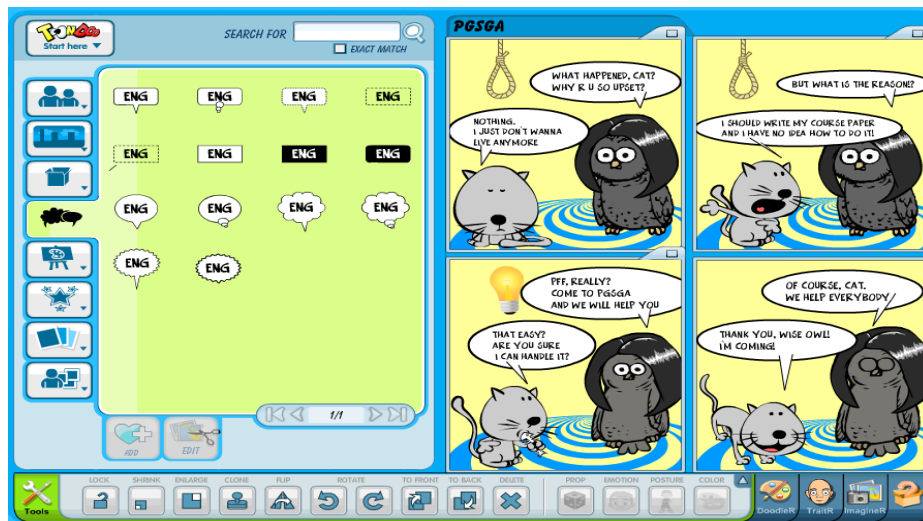 TOONDOO
Start here
SEARCH FOR
EXACT MATCH
ENG
ENG
ENG
ENG
ENG
ENG
ENG
ENG
ENG
ENG
ENG
ENG
ENG
ENG
1/1
ADD
EDIT
PGSGA
WHAT HAPPENED, CAT?
WHY R U SO UPSET?
NOTHING.
I JUST DON'T WANNA
LIVE ANYMORE
BUT WHAT IS THE REASON?
I SHOULD WRITE MY COURSE PAPER
AND I HAVE NO IDEA HOW TO DO IT!
PFF, REALLY?
COME TO PGSGA
AND WE WILL HELP YOU
THAT EASY?
ARE YOU SURE
I CAN HANDLE IT?
OF COURSE, CAT.
WE HELP EVERYBODY
THANK YOU, WISE OWL!
I'M COMING!
Tools
LOCK
SHRINK
ENLARGE
CLONE
FLIP
ROTATE
TO FRONT
TO BACK
DELETE
PROP
EMOTION
POSTURE
COLOR
DoodleR
TraitR
ImagineR